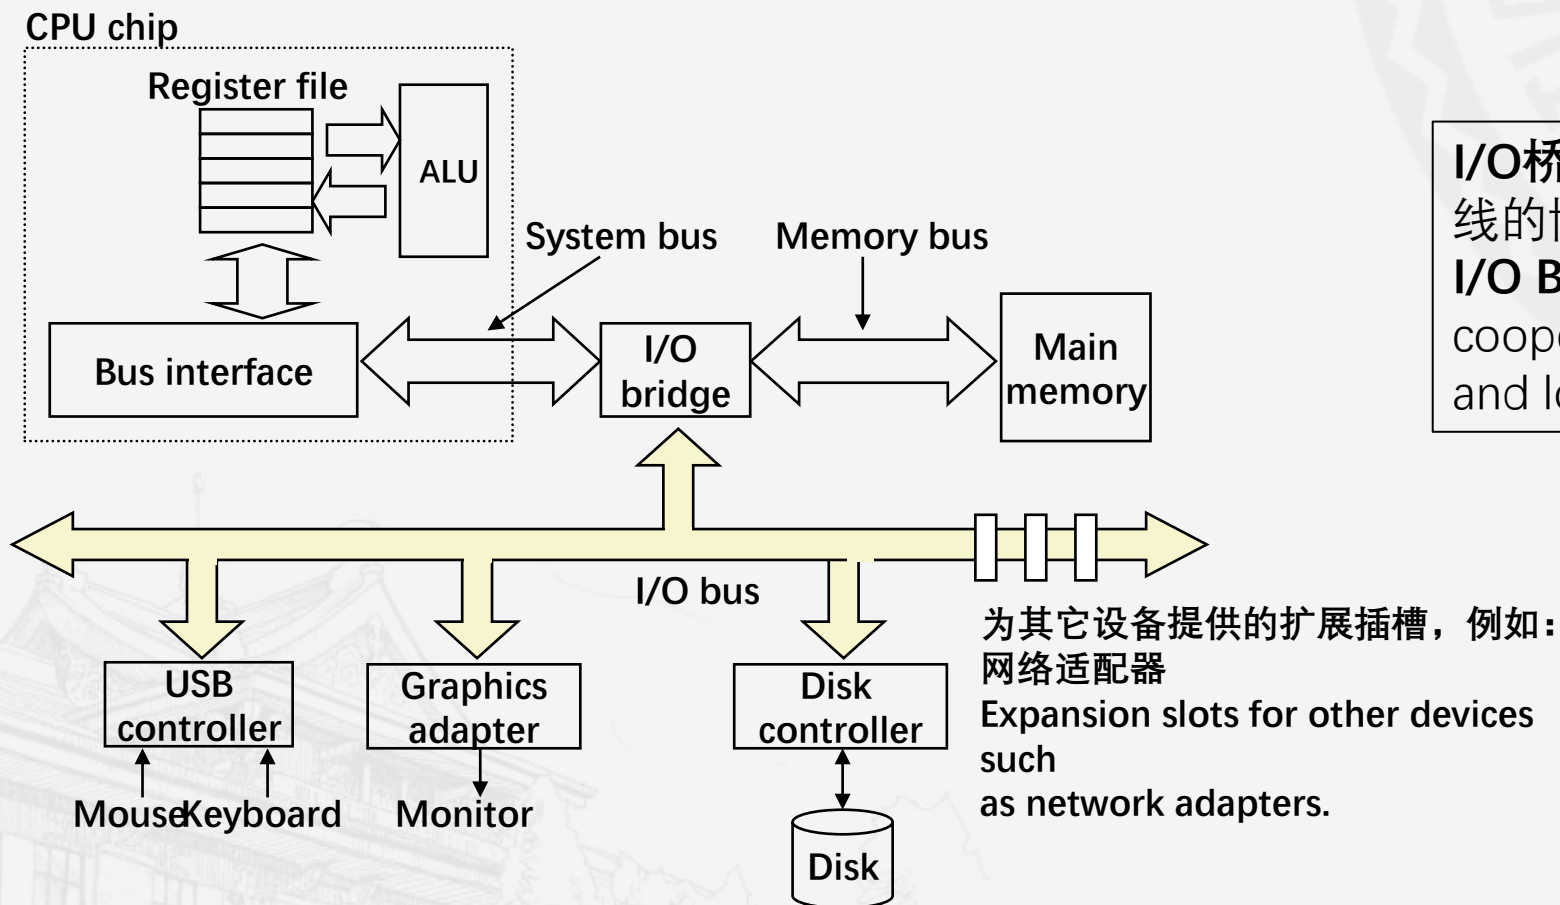 CPU chip
Register file
ALU
System bus
Memory bus
Bus interface
I/O
bridge
Main
memory
I/O桥
线的
I/O B
coope
and lo
I/O bus
USB
controller
Graphics
adapter
Disk
controller
Mouse
Keyboard
Monitor
Disk
为其它设备提供的扩展插槽，例如：
网络适配器
Expansion slots for other devices
such
as network adapters.